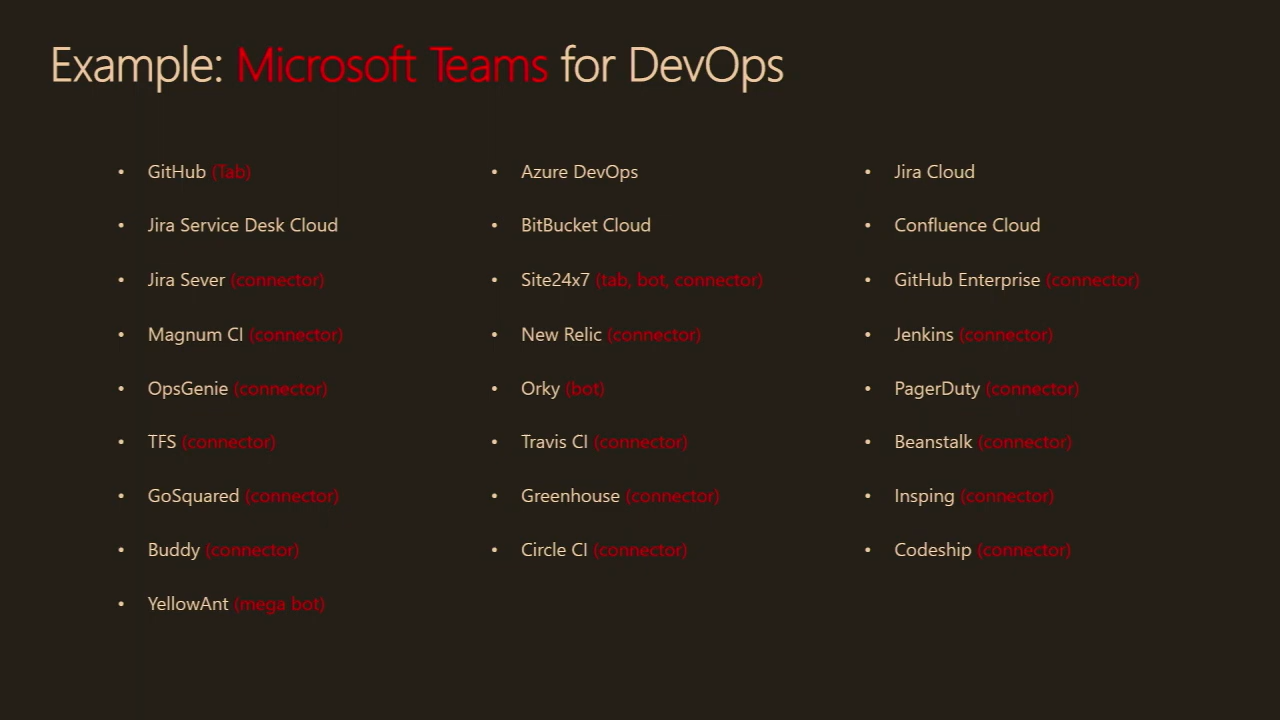 Example: Microsoft Teams for DevOps
• GitHub (Tab)
• Jira Service Desk Cloud
• Jira Sever (connector)
• Magnum CI (connector)
• OpsGenie (connector)
• TFS (connector)
• GoSquared (connector)
• Buddy (connector)
• YellowAnt (mega bot)
• Azure DevOps
• BitBucket Cloud
• Site24x7 (tab, bot, connector)
• New Relic (connector)
• Orky (bot)
• Travis CI (connector)
• Greenhouse (connector)
• Circle CI (connector)
• Jira Cloud
• Confluence Cloud
• GitHub Enterprise (connector)
• Jenkins (connector)
• PagerDuty (connector)
• Beanstalk (connector)
• Insping (connector)
• Codeship (connector)